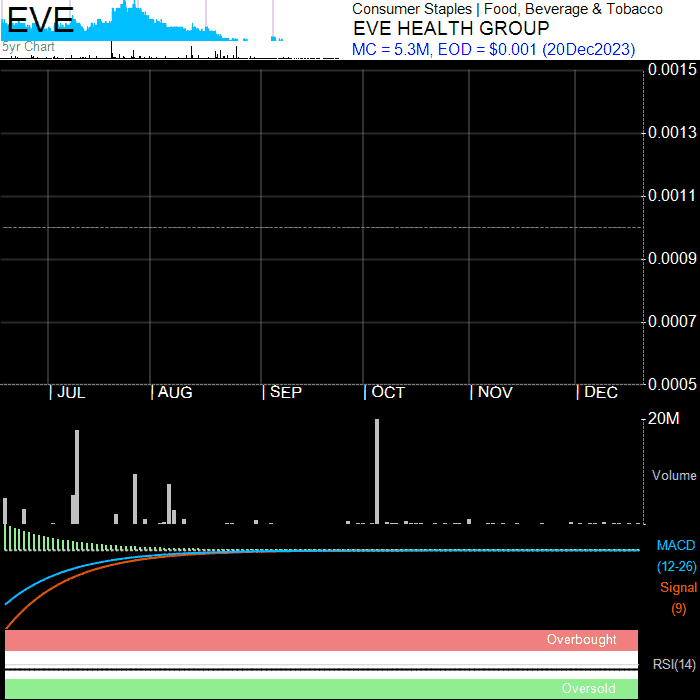 EVE
5yr Chart
Consumer Staples | Food, Beverage & Tobacco
EVE HEALTH GROUP
MC = 5.3M, EOD = $0.001 (20Dec2023)
0.0015
0.0013
0.0011
0.0009
0.0007
0.0005
| JUL | AUG | SEP | OCT | NOV | DEC
20M
Volume
MACD
(12-26)
Signal
(9)
Overbought
RSI(14)
Oversold